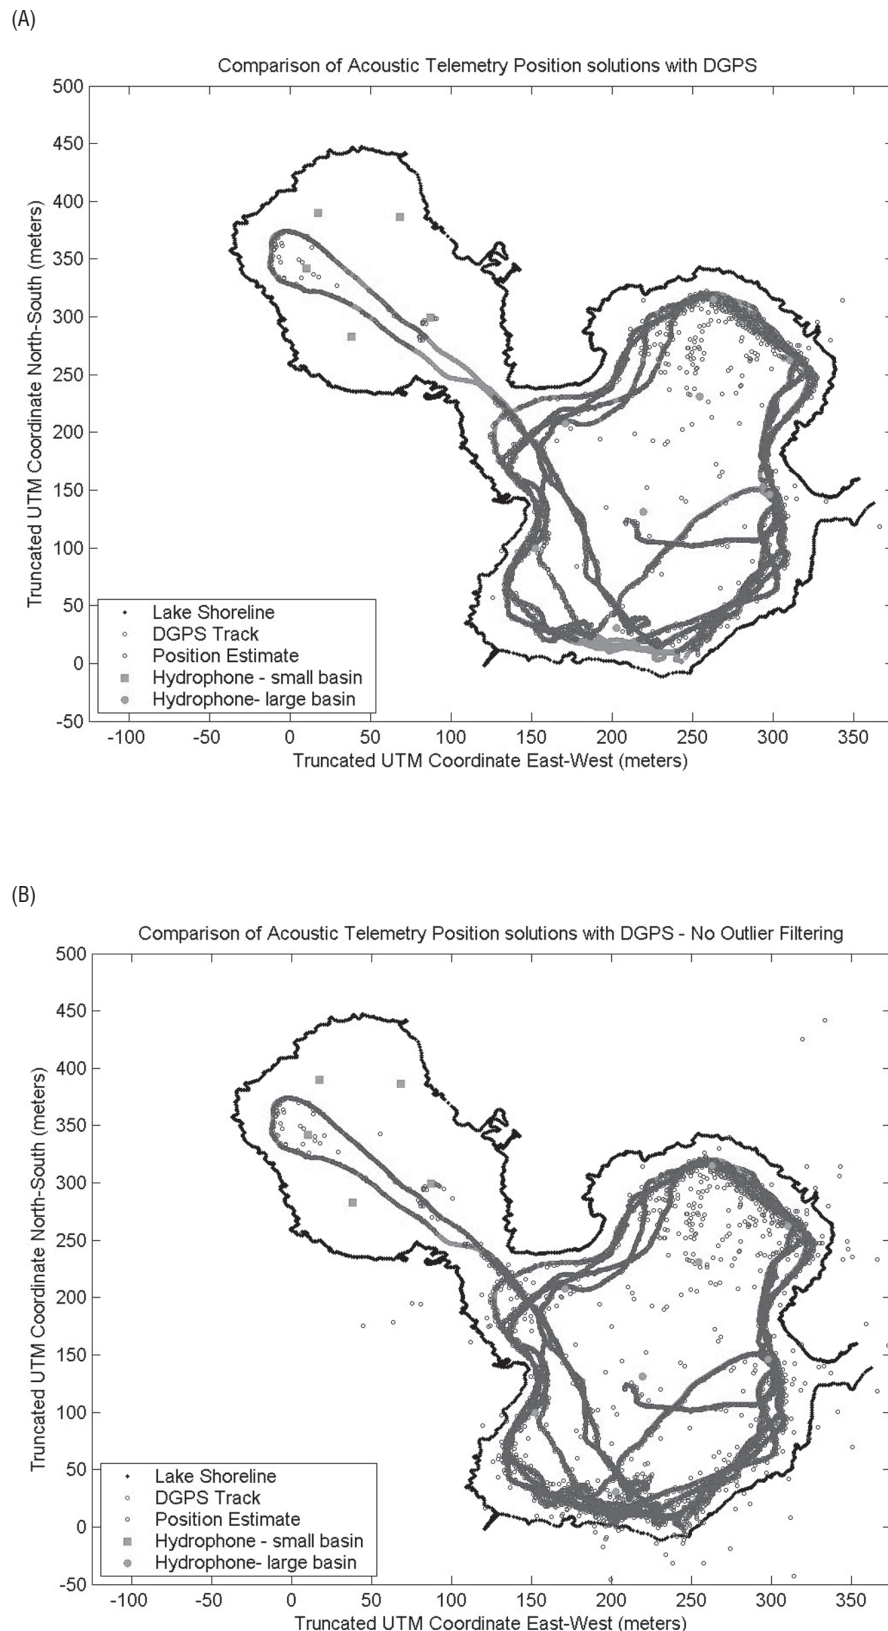 (A)
Comparison of Acoustic Telemetry Position solutions with DGPS
500
450
400
350
300
250
200
150
100
50
0
-50
Truncated UTM Coordinate North-South (meters)
Lake Shoreline
DGPS Track
Position Estimate
Hydrophone - small basin
Hydrophone- large basin
-100 -50 0 50 100 150 200 250 300 350
Truncated UTM Coordinate East-West (meters)
(B)
Comparison of Acoustic Telemetry Position solutions with DGPS - No Outlier Filtering
500
450
400
350
300
250
200
150
100
50
0
-50
Truncated UTM Coordinate North-South (meters)
Lake Shoreline
DGPS Track
Position Estimate
Hydrophone - small basin
Hydrophone- large basin
-100 -50 0 50 100 150 200 250 300 350
Truncated UTM Coordinate East-West (meters)